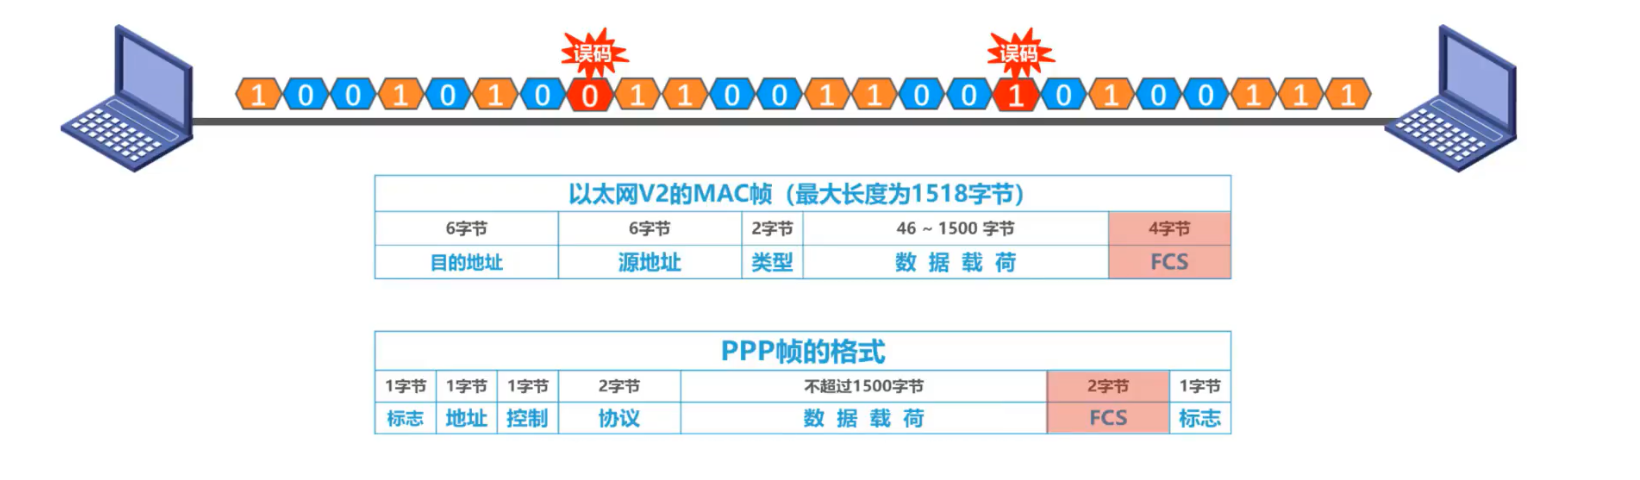 误码 误码
1 0 0 1 0 1 0 0 1 1 0 0 1 1 0 0 1 0 1 0 0 1 1 1
以太网V2的MAC帧（最大长度为1518字节）
6字节 6字节 2字节 46 ~ 1500 字节 4字节
目的地址 源地址 类型 数 据 载 荷 FCS
PPP帧的格式
1字节 1字节 1字节 2字节 不超过1500字节 2字节 1字节
标志 地址 控制 协议 数 据 载 荷 FCS 标志